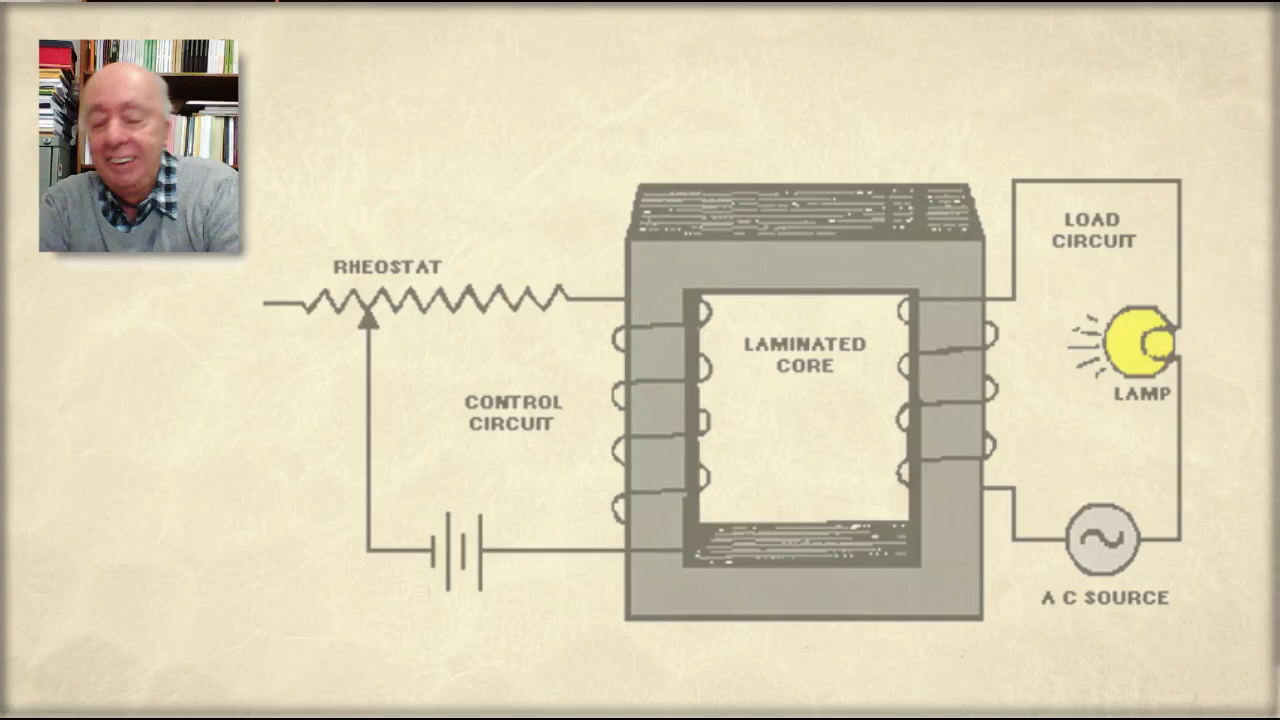 LOAD
CIRCUIT
RHEOSTAT
LAMINATED
CORE
CONTROL
CIRCUIT
LAMP
A C SOURCE